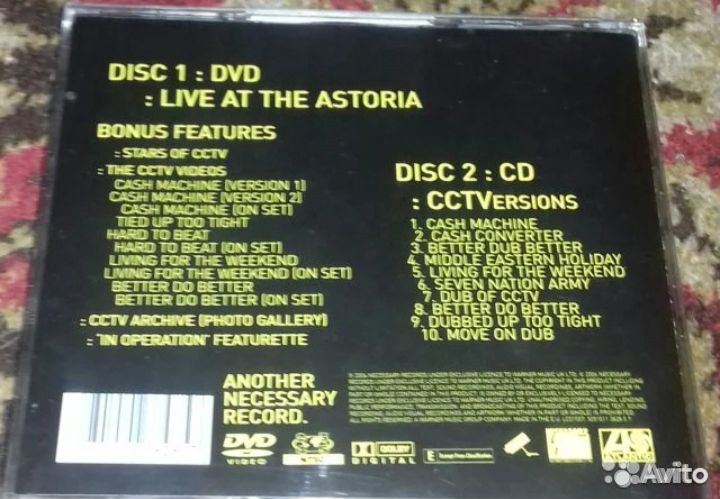 DISC 1 : DVD
: LIVE AT THE ASTORIA
BONUS FEATURES
: STARS OF CCTV
: THE CCTV VIDEOS
CASH MACHINE (VERSION 1)
CASH MACHINE (VERSION 2)
CASH MACHINE (ON SET)
TIED UP TOO TIGHT
HARD TO BEAT
HARD TO BEAT (ON SET)
LIVING FOR THE WEEKEND
LIVING FOR THE WEEKEND (ON SET)
BETTER DO BETTER
BETTER DO BETTER (ON SET)
: CCTV ARCHIVE (PHOTO GALLERY)
: "IN OPERATION" FEATURETTE
DISC 2 : CD
: CCTVERSIONS
1. CASH MACHINE
2. CASH CONVERTER
3. BETTER DUB BETTER
4. MIDDLE EASTERN HOLIDAY
5. LIVING FOR THE WEEKEND
6. SEVEN NATION ARMY
7. DUB OF CCTV
8. BETTER DO BETTER
9. DUBBED UP TOO TIGHT
10. MOVE ON DUB
ANOTHER
NECESSARY
RECORD.
DVD
VIDEO
DOLBY
DIGITAL
E
Exempt From Classification
Avito